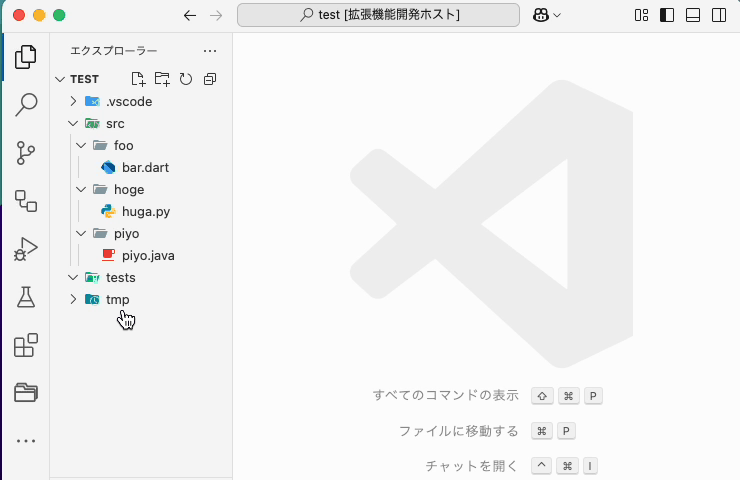 test [拡張機能開発ホスト]
エクスプローラー
TEST
.vscode
src
foo
bar.dart
hoge
huga.py
piyo
piyo.java
tests
tmp
すべてのコマンドの表示 ⇧ ⌘ P
ファイルに移動する ⌘ P
チャットを開く ^ ⌘ I